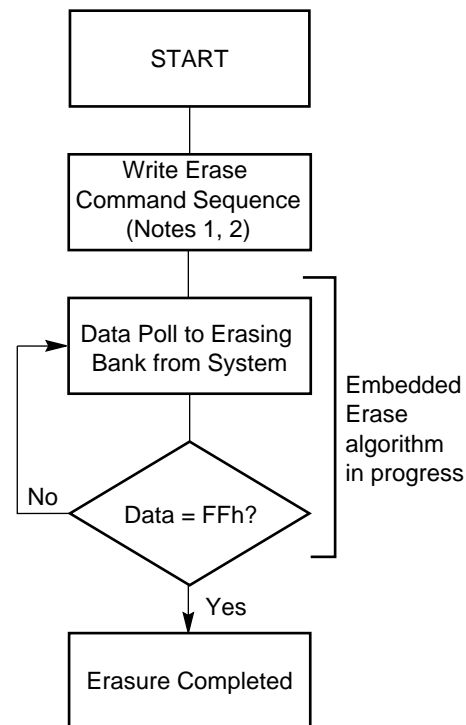 START
Write Erase
Command Sequence
(Notes 1, 2)
Data Poll to Erasing
Bank from System
Embedded
Erase
algorithm
in progress
No
Data = FFh?
Yes
Erasure Completed